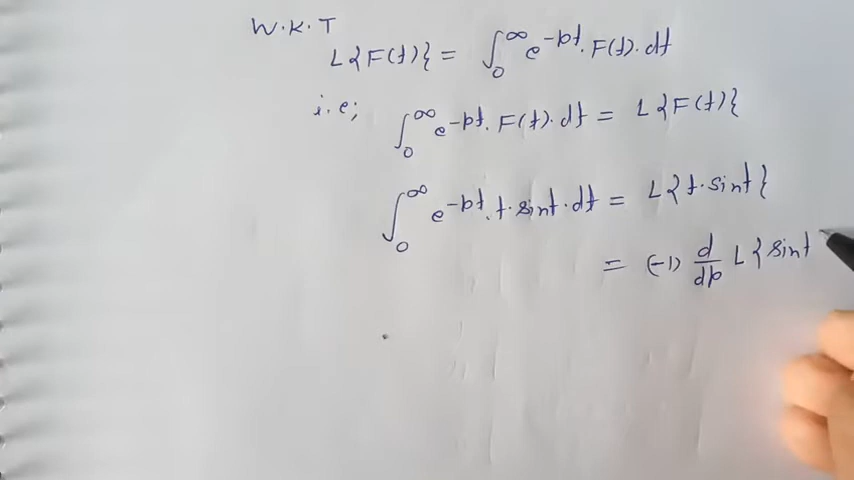 W.K.T
L{F(t)} = ∫₀^∞ e^-pt. F(t). dt
i.e;
∫₀^∞ e^-pt. F(t). dt = L{F(t)}
∫₀^∞ e^-pt. t. sint. dt = L{t. sint}
= (-1) d/dp L{sint